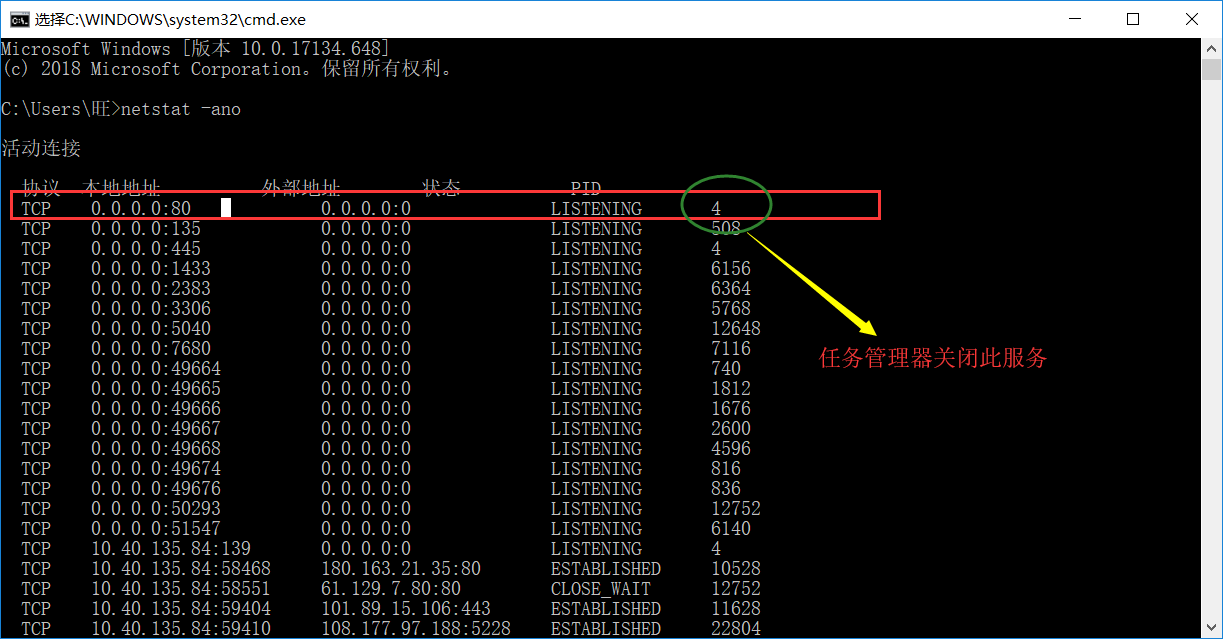 选择C:\WINDOWS\system32\cmd.exe
Microsoft Windows [版本 10.0.17134.648]
(c) 2018 Microsoft Corporation。保留所有权利。
C:\Users\旺>netstat -ano
活动连接
协议 本地地址 外部地址 状态 PID
TCP 0.0.0.0:80 0.0.0.0:0 LISTENING 4
TCP 0.0.0.0:135 0.0.0.0:0 LISTENING 508
TCP 0.0.0.0:445 0.0.0.0:0 LISTENING 4
TCP 0.0.0.0:1433 0.0.0.0:0 LISTENING 6156
TCP 0.0.0.0:2383 0.0.0.0:0 LISTENING 6364
TCP 0.0.0.0:3306 0.0.0.0:0 LISTENING 5768
TCP 0.0.0.0:5040 0.0.0.0:0 LISTENING 12648
TCP 0.0.0.0:7680 0.0.0.0:0 LISTENING 7116
任务管理器关闭此服务
TCP 0.0.0.0:49664 0.0.0.0:0 LISTENING 740
TCP 0.0.0.0:49665 0.0.0.0:0 LISTENING 1812
TCP 0.0.0.0:49666 0.0.0.0:0 LISTENING 1676
TCP 0.0.0.0:49667 0.0.0.0:0 LISTENING 2600
TCP 0.0.0.0:49668 0.0.0.0:0 LISTENING 4596
TCP 0.0.0.0:49674 0.0.0.0:0 LISTENING 816
TCP 0.0.0.0:49676 0.0.0.0:0 LISTENING 836
TCP 0.0.0.0:50293 0.0.0.0:0 LISTENING 12752
TCP 0.0.0.0:51547 0.0.0.0:0 LISTENING 6140
TCP 10.40.135.84:139 0.0.0.0:0 LISTENING 4
TCP 10.40.135.84:58468 180.163.21.35:80 ESTABLISHED 10528
TCP 10.40.135.84:58551 61.129.7.80:80 CLOSE_WAIT 12752
TCP 10.40.135.84:59404 101.89.15.106:443 ESTABLISHED 11628
TCP 10.40.135.84:59410 108.177.97.188:5228 ESTABLISHED 22804